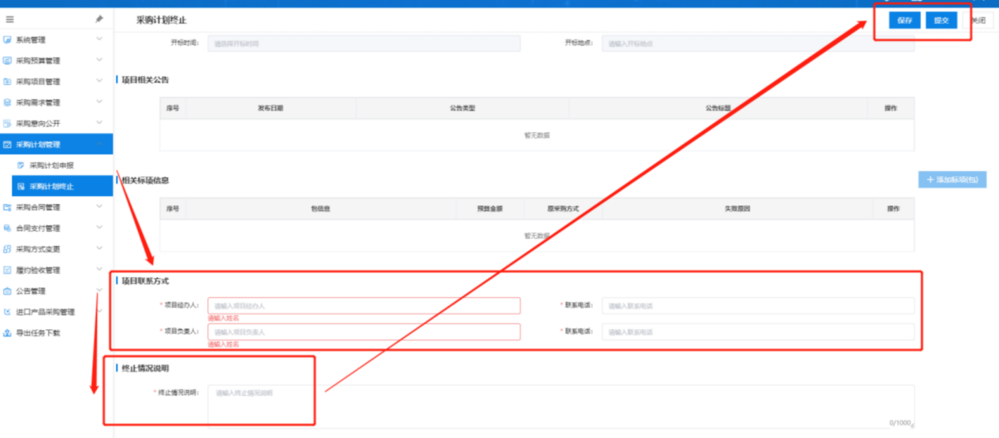 采购计划终止
保存
提交
关闭
系统管理
采购预算管理
采购项目管理
采购需求管理
采购意向公开
采购计划管理
采购计划申报
采购计划终止
采购合同管理
合同支付管理
采购方式变更
履约验收管理
公告管理
进口产品采购管理
导出任务下载
开标时间: 请选择开标时间
开标地点: 请输入开标地点
项目相关公告
序号 发布日期 公告类型 公告标题 操作
暂无数据
相关标项信息
+ 添加标项(包)
序号 包信息 预算金额 原采购方式 失败原因 操作
暂无数据
项目联系方式
* 项目经办人: 请输入项目经办人
请输入姓名
* 联系电话: 请输入联系电话
* 项目负责人: 请输入项目负责人
请输入姓名
* 联系电话: 请输入联系电话
终止情况说明
* 终止情况说明: 请输入终止情况说明
0/1000